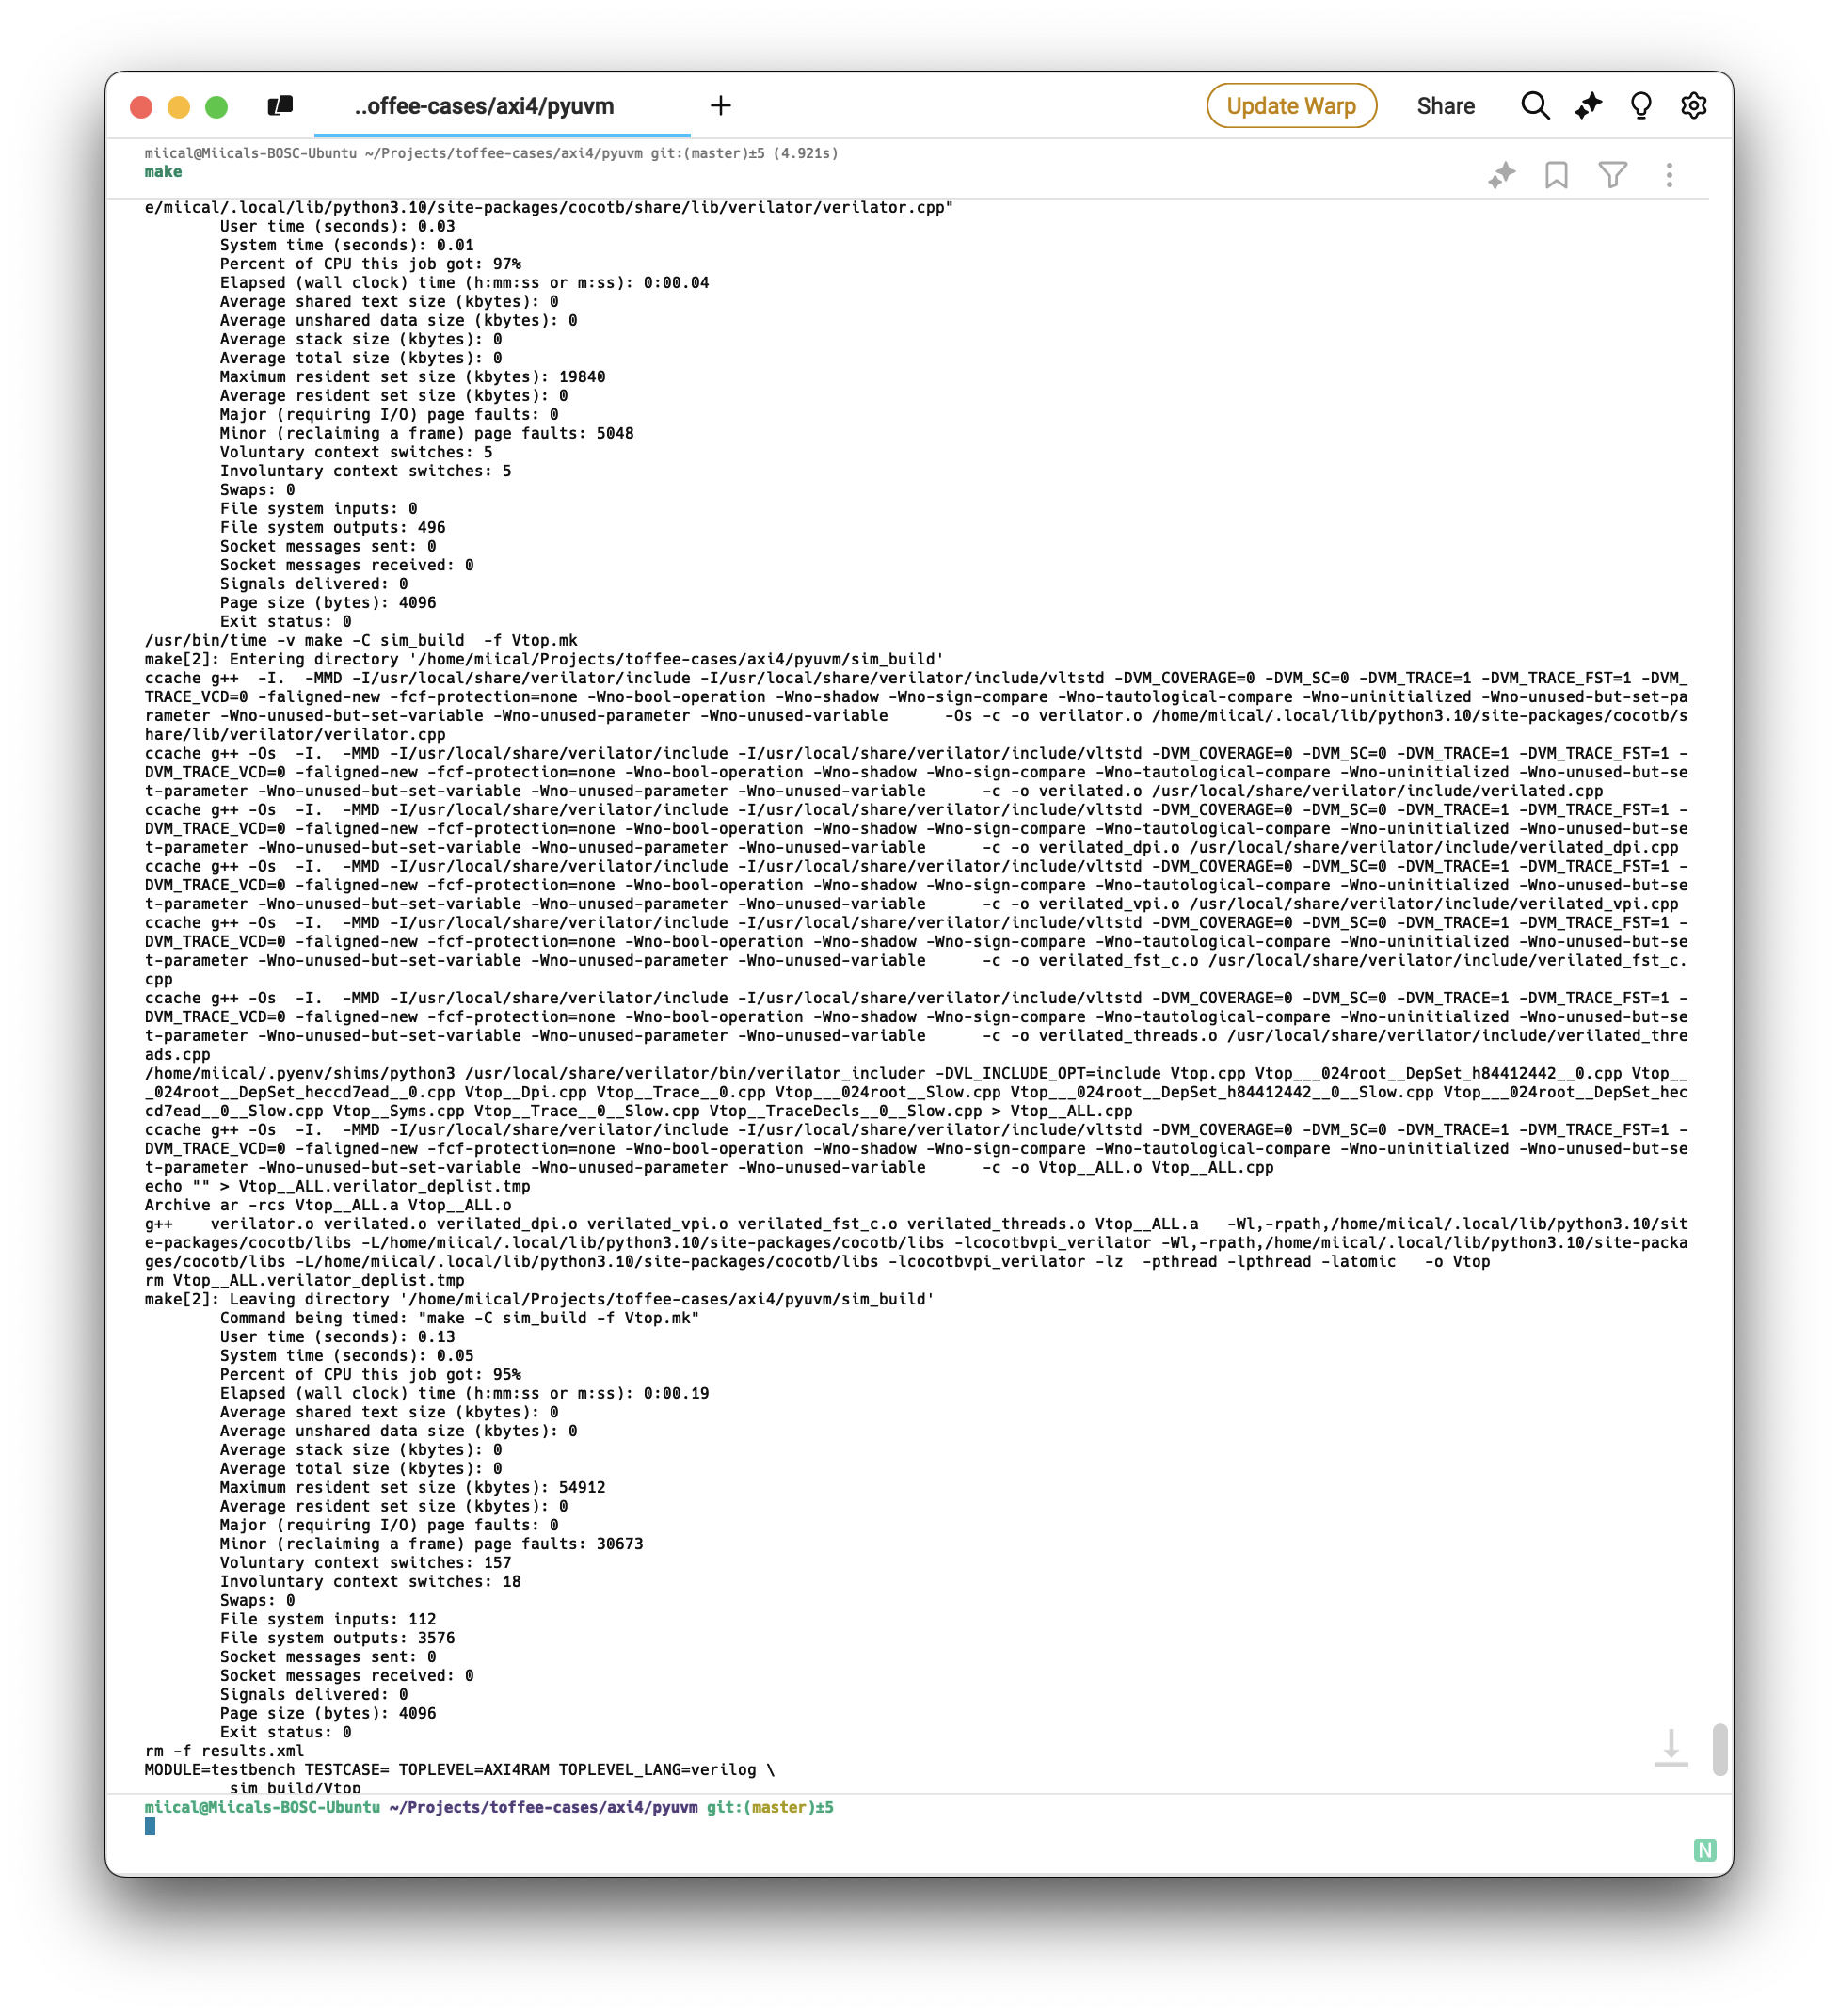 ..offee-cases/axi4/pyuvm
+
Update Warp
Share
miical@Miicals-BOSC-Ubuntu ~/Projects/toffee-cases/axi4/pyuvm git:(master)±5 (4.921s)
make
e/miical/.local/lib/python3.10/site-packages/cocotb/share/lib/verilator/verilator.cpp"
User time (seconds): 0.03
System time (seconds): 0.01
Percent of CPU this job got: 97%
Elapsed (wall clock) time (h:mm:ss or m:ss): 0:00.04
Average shared text size (kbytes): 0
Average unshared data size (kbytes): 0
Average stack size (kbytes): 0
Average total size (kbytes): 0
Maximum resident set size (kbytes): 19840
Average resident set size (kbytes): 0
Major (requiring I/O) page faults: 0
Minor (reclaiming a frame) page faults: 5048
Voluntary context switches: 5
Involuntary context switches: 5
Swaps: 0
File system inputs: 0
File system outputs: 496
Socket messages sent: 0
Socket messages received: 0
Signals delivered: 0
Page size (bytes): 4096
Exit status: 0
/usr/bin/time -v make -C sim_build  -f Vtop.mk
make[2]: Entering directory '/home/miical/Projects/toffee-cases/axi4/pyuvm/sim_build'
ccache g++  -I.  -MMD -I/usr/local/share/verilator/include -I/usr/local/share/verilator/include/vltstd -DVM_COVERAGE=0 -DVM_SC=0 -DVM_TRACE=1 -DVM_TRACE_FST=1 -DVM_
TRACE_VCD=0 -faligned-new -fcf-protection=none -Wno-bool-operation -Wno-shadow -Wno-sign-compare -Wno-tautological-compare -Wno-uninitialized -Wno-unused-but-set-pa
rameter -Wno-unused-but-set-variable -Wno-unused-parameter -Wno-unused-variable      -Os -c -o verilator.o /home/miical/.local/lib/python3.10/site-packages/cocotb/s
hare/lib/verilator/verilator.cpp
ccache g++ -Os  -I.  -MMD -I/usr/local/share/verilator/include -I/usr/local/share/verilator/include/vltstd -DVM_COVERAGE=0 -DVM_SC=0 -DVM_TRACE=1 -DVM_TRACE_FST=1 -
DVM_TRACE_VCD=0 -faligned-new -fcf-protection=none -Wno-bool-operation -Wno-shadow -Wno-sign-compare -Wno-tautological-compare -Wno-uninitialized -Wno-unused-but-se
t-parameter -Wno-unused-but-set-variable -Wno-unused-parameter -Wno-unused-variable      -c -o verilated.o /usr/local/share/verilator/include/verilated.cpp
ccache g++ -Os  -I.  -MMD -I/usr/local/share/verilator/include -I/usr/local/share/verilator/include/vltstd -DVM_COVERAGE=0 -DVM_SC=0 -DVM_TRACE=1 -DVM_TRACE_FST=1 -
DVM_TRACE_VCD=0 -faligned-new -fcf-protection=none -Wno-bool-operation -Wno-shadow -Wno-sign-compare -Wno-tautological-compare -Wno-uninitialized -Wno-unused-but-se
t-parameter -Wno-unused-but-set-variable -Wno-unused-parameter -Wno-unused-variable      -c -o verilated_dpi.o /usr/local/share/verilator/include/verilated_dpi.cpp
ccache g++ -Os  -I.  -MMD -I/usr/local/share/verilator/include -I/usr/local/share/verilator/include/vltstd -DVM_COVERAGE=0 -DVM_SC=0 -DVM_TRACE=1 -DVM_TRACE_FST=1 -
DVM_TRACE_VCD=0 -faligned-new -fcf-protection=none -Wno-bool-operation -Wno-shadow -Wno-sign-compare -Wno-tautological-compare -Wno-uninitialized -Wno-unused-but-se
t-parameter -Wno-unused-but-set-variable -Wno-unused-parameter -Wno-unused-variable      -c -o verilated_vpi.o /usr/local/share/verilator/include/verilated_vpi.cpp
ccache g++ -Os  -I.  -MMD -I/usr/local/share/verilator/include -I/usr/local/share/verilator/include/vltstd -DVM_COVERAGE=0 -DVM_SC=0 -DVM_TRACE=1 -DVM_TRACE_FST=1 -
DVM_TRACE_VCD=0 -faligned-new -fcf-protection=none -Wno-bool-operation -Wno-shadow -Wno-sign-compare -Wno-tautological-compare -Wno-uninitialized -Wno-unused-but-se
t-parameter -Wno-unused-but-set-variable -Wno-unused-parameter -Wno-unused-variable      -c -o verilated_fst_c.o /usr/local/share/verilator/include/verilated_fst_c.
cpp
ccache g++ -Os  -I.  -MMD -I/usr/local/share/verilator/include -I/usr/local/share/verilator/include/vltstd -DVM_COVERAGE=0 -DVM_SC=0 -DVM_TRACE=1 -DVM_TRACE_FST=1 -
DVM_TRACE_VCD=0 -faligned-new -fcf-protection=none -Wno-bool-operation -Wno-shadow -Wno-sign-compare -Wno-tautological-compare -Wno-uninitialized -Wno-unused-but-se
t-parameter -Wno-unused-but-set-variable -Wno-unused-parameter -Wno-unused-variable      -c -o verilated_threads.o /usr/local/share/verilator/include/verilated_thre
ads.cpp
/home/miical/.pyenv/shims/python3 /usr/local/share/verilator/bin/verilator_includer -DVL_INCLUDE_OPT=include Vtop.cpp Vtop___024root__DepSet_h84412442__0.cpp Vtop__
_024root__DepSet_heccd7ead__0.cpp Vtop__Dpi.cpp Vtop__Trace__0.cpp Vtop___024root__Slow.cpp Vtop___024root__DepSet_h84412442__0__Slow.cpp Vtop___024root__DepSet_hec
cd7ead__0__Slow.cpp Vtop__Syms.cpp Vtop__Trace__0__Slow.cpp Vtop__TraceDecls__0__Slow.cpp > Vtop__ALL.cpp
ccache g++ -Os  -I.  -MMD -I/usr/local/share/verilator/include -I/usr/local/share/verilator/include/vltstd -DVM_COVERAGE=0 -DVM_SC=0 -DVM_TRACE=1 -DVM_TRACE_FST=1 -
DVM_TRACE_VCD=0 -faligned-new -fcf-protection=none -Wno-bool-operation -Wno-shadow -Wno-sign-compare -Wno-tautological-compare -Wno-uninitialized -Wno-unused-but-se
t-parameter -Wno-unused-but-set-variable -Wno-unused-parameter -Wno-unused-variable      -c -o Vtop__ALL.o Vtop__ALL.cpp
echo "" > Vtop__ALL.verilator_deplist.tmp
Archive ar -rcs Vtop__ALL.a Vtop__ALL.o
g++    verilator.o verilated.o verilated_dpi.o verilated_vpi.o verilated_fst_c.o verilated_threads.o Vtop__ALL.a   -Wl,-rpath,/home/miical/.local/lib/python3.10/sit
e-packages/cocotb/libs -L/home/miical/.local/lib/python3.10/site-packages/cocotb/libs -lcocotbvpi_verilator -Wl,-rpath,/home/miical/.local/lib/python3.10/site-packa
ges/cocotb/libs -L/home/miical/.local/lib/python3.10/site-packages/cocotb/libs -lcocotbvpi_verilator -lz  -pthread -lpthread -latomic   -o Vtop
rm Vtop__ALL.verilator_deplist.tmp
make[2]: Leaving directory '/home/miical/Projects/toffee-cases/axi4/pyuvm/sim_build'
Command being timed: "make -C sim_build -f Vtop.mk"
User time (seconds): 0.13
System time (seconds): 0.05
Percent of CPU this job got: 95%
Elapsed (wall clock) time (h:mm:ss or m:ss): 0:00.19
Average shared text size (kbytes): 0
Average unshared data size (kbytes): 0
Average stack size (kbytes): 0
Average total size (kbytes): 0
Maximum resident set size (kbytes): 54912
Average resident set size (kbytes): 0
Major (requiring I/O) page faults: 0
Minor (reclaiming a frame) page faults: 30673
Voluntary context switches: 157
Involuntary context switches: 18
Swaps: 0
File system inputs: 112
File system outputs: 3576
Socket messages sent: 0
Socket messages received: 0
Signals delivered: 0
Page size (bytes): 4096
Exit status: 0
rm -f results.xml
MODULE=testbench TESTCASE= TOPLEVEL=AXI4RAM TOPLEVEL_LANG=verilog \
sim_build/Vtop
miical@Miicals-BOSC-Ubuntu ~/Projects/toffee-cases/axi4/pyuvm git:(master)±5
N